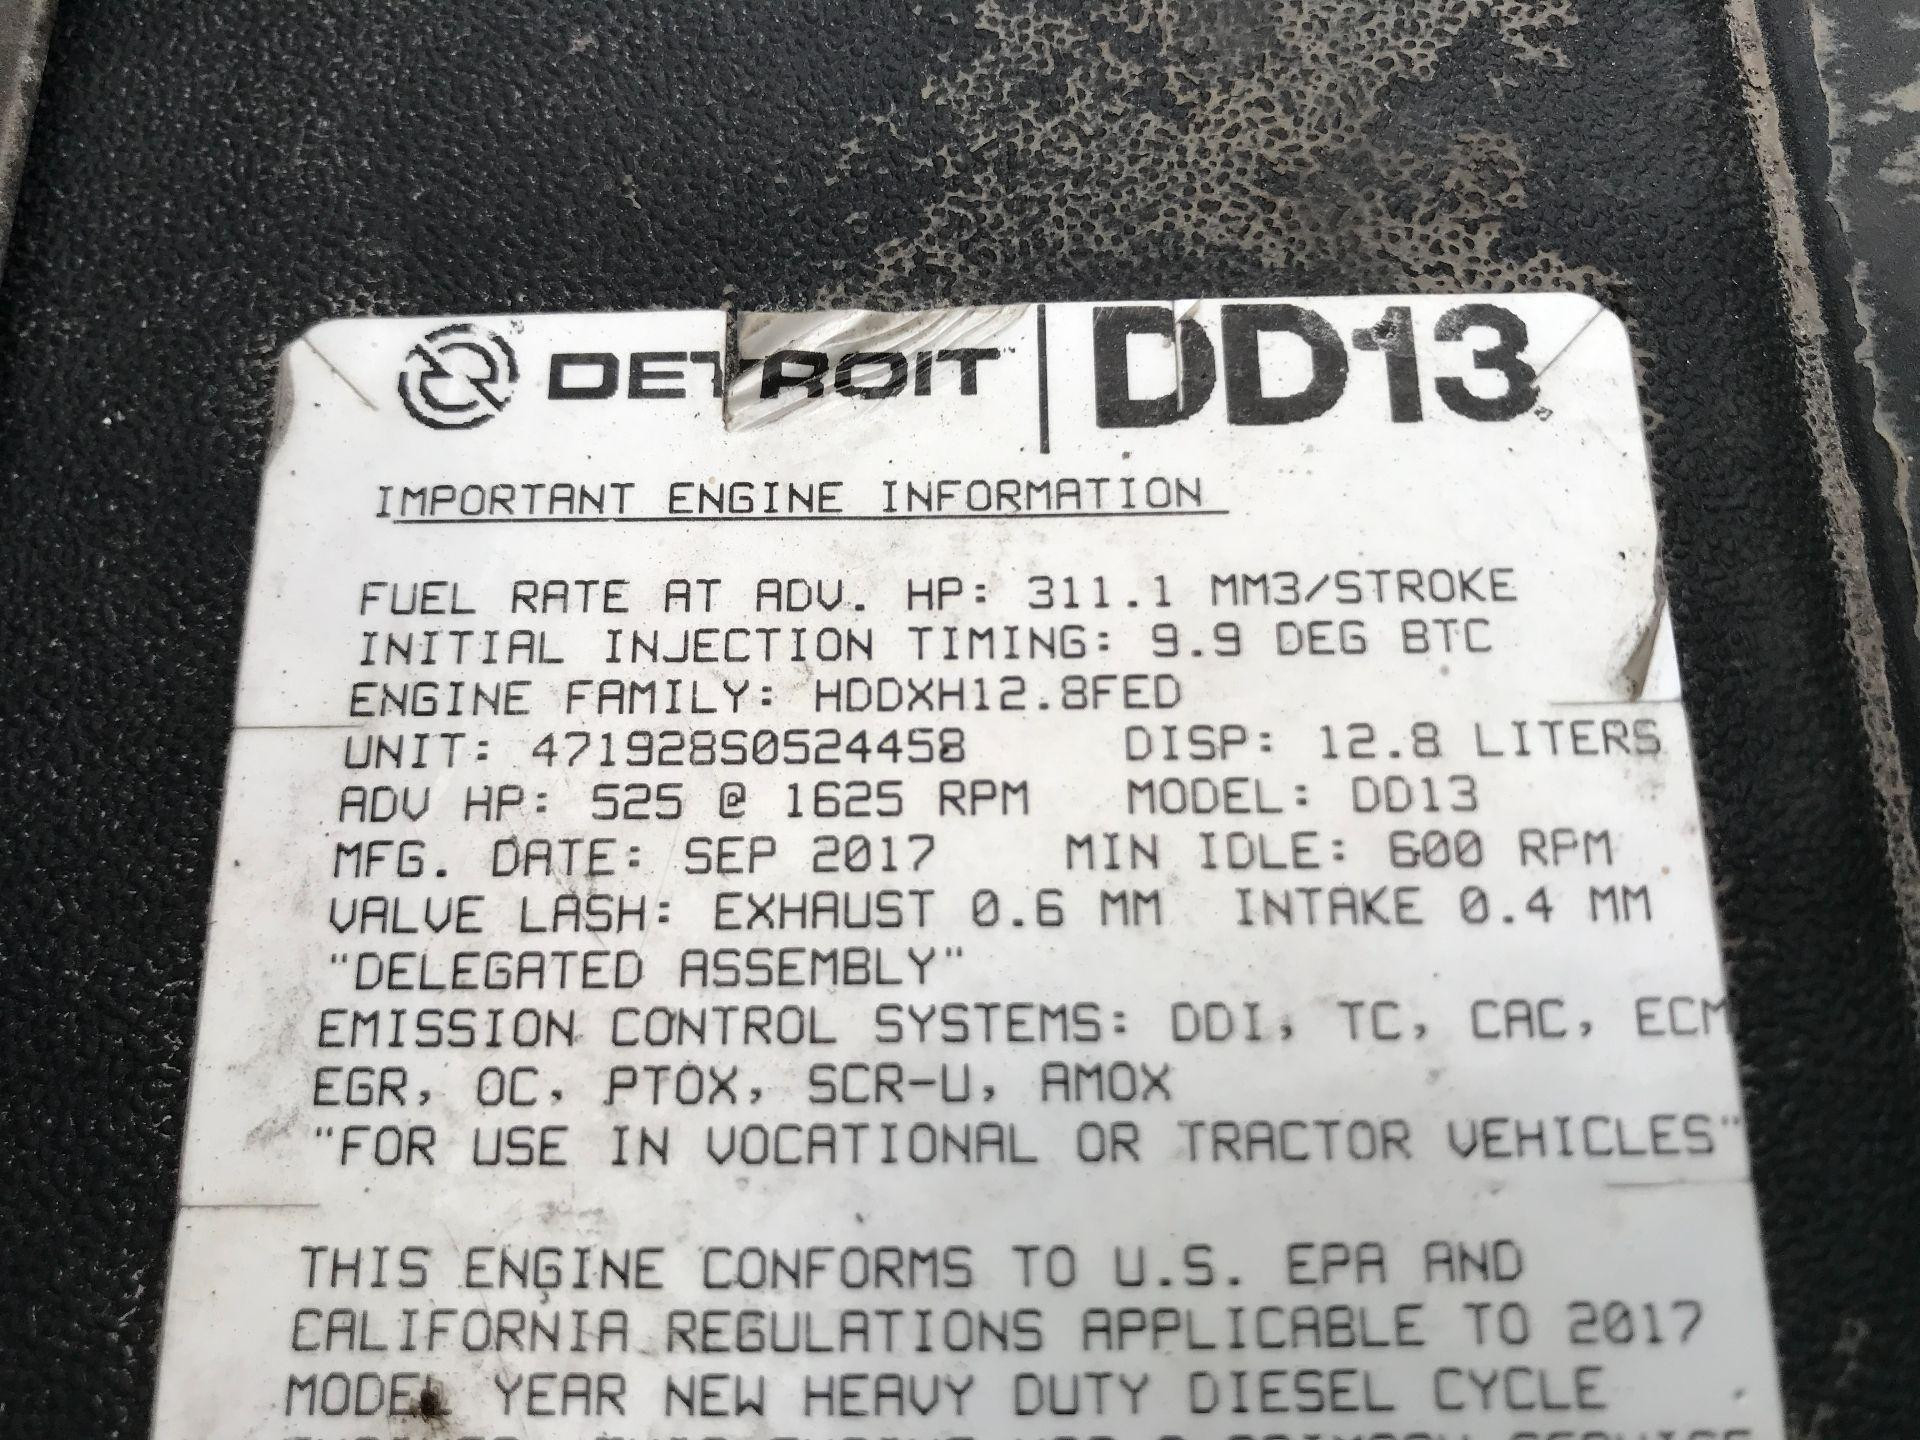 DETROIT DD13
IMPORTANT ENGINE INFORMATION
FUEL RATE AT ADV. HP: 311.1 MM3/STROKE
INITIAL INJECTION TIMING: 9.9 DEG BTC
ENGINE FAMILY: HDDXH12.8FED
UNIT: 471928S0524458 DISP: 12.8 LITERS
ADV HP: 525 @ 1625 RPM MODEL: DD13
MFG. DATE: SEP 2017 MIN IDLE: 600 RPM
VALVE LASH: EXHAUST 0.6 MM INTAKE 0.4 MM
"DELEGATED ASSEMBLY"
EMISSION CONTROL SYSTEMS: DDI, TC, CAC, ECM
EGR, OC, PTOX, SCR-U, AMOX
"FOR USE IN VOCATIONAL OR TRACTOR VEHICLES"
THIS ENGINE CONFORMS TO U.S. EPA AND
CALIFORNIA REGULATIONS APPLICABLE TO 2017
MODEL YEAR NEW HEAVY DUTY DIESEL CYCLE